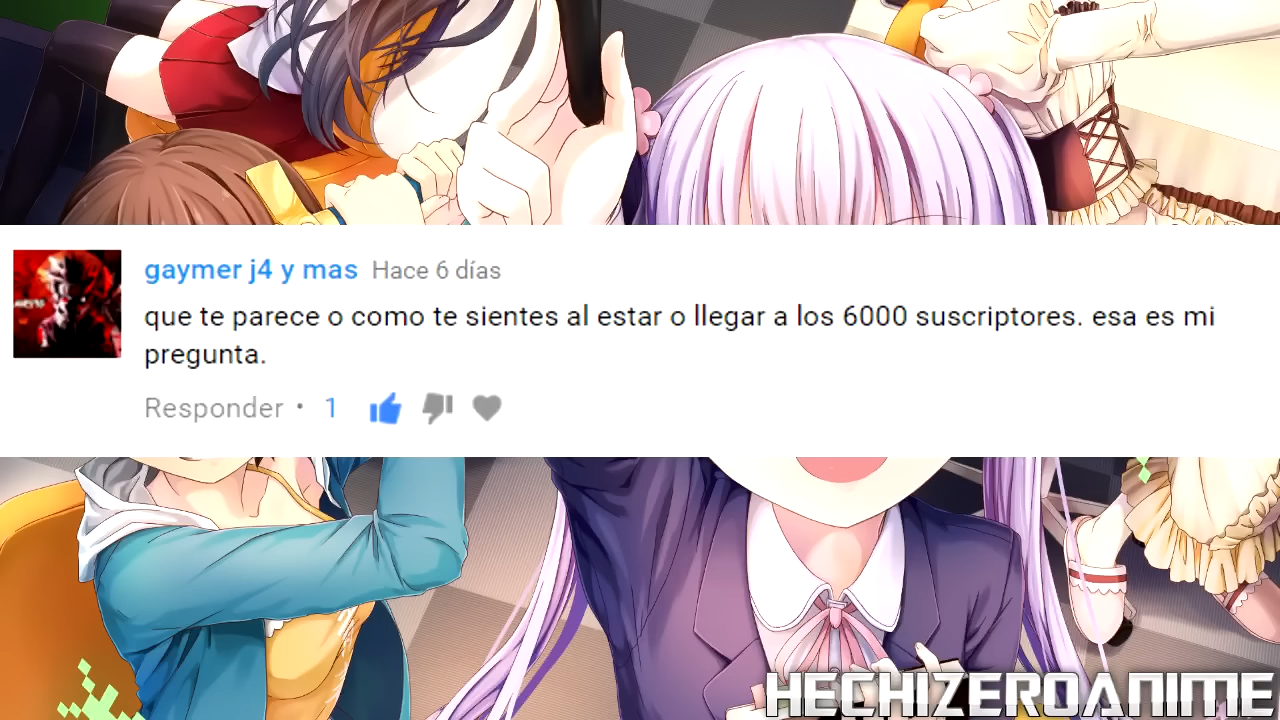 gaymer j4 y mas Hace 6 días
que te parece o como te sientes al estar o llegar a los 6000 suscriptores. esa es mi
pregunta.
Responder • 1
HECHIZEROANIME